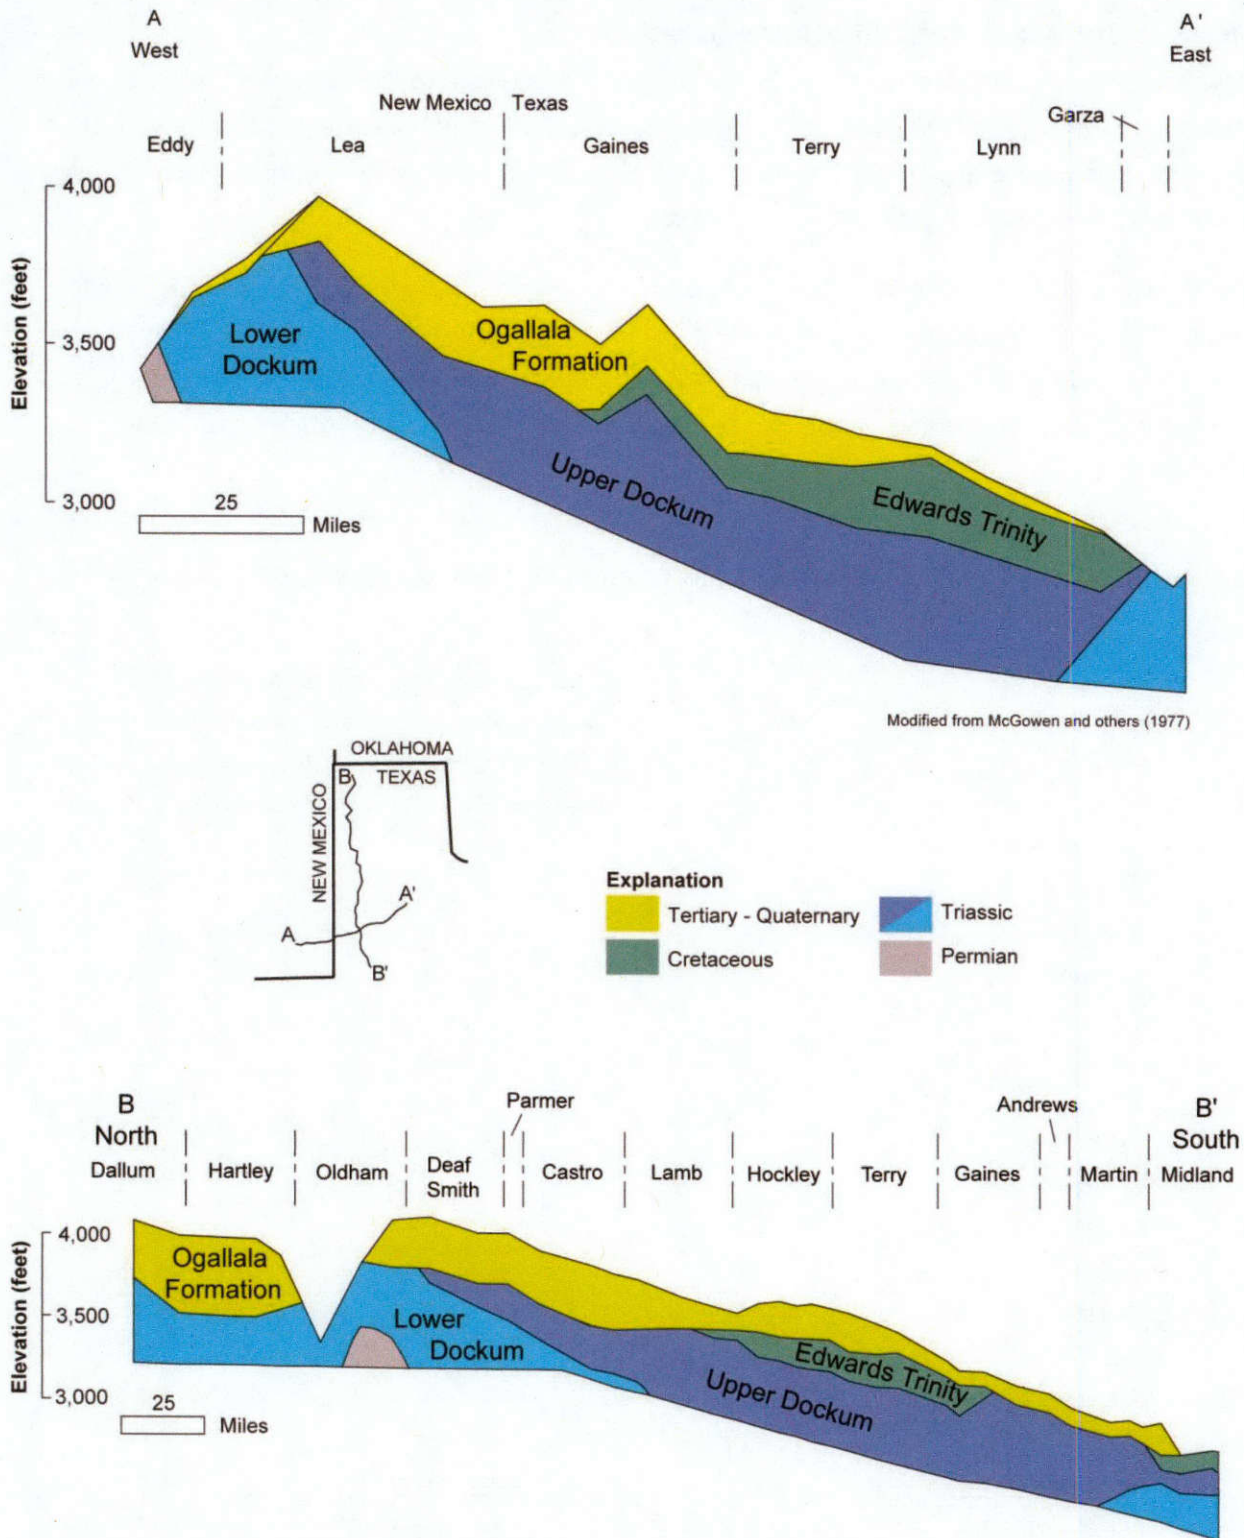 A
West
A'
East
New Mexico Texas
Garza
Eddy Lea Gaines Terry Lynn
4,000
3,500
3,000
Elevation (feet)
Lower
Dockum
Ogallala
Formation
Upper Dockum
Edwards Trinity
25
Miles
Modified from McGowen and others (1977)
OKLAHOMA
TEXAS
NEW MEXICO
B
A'
A
B'
Explanation
Tertiary - Quaternary
Triassic
Cretaceous
Permian
B
North
Parmer
Andrews
B'
South
Dallum Hartley Oldham Deaf
Smith Castro Lamb Hockley Terry Gaines Martin Midland
4,000
3,500
3,000
Elevation (feet)
Ogallala
Formation
Lower
Dockum
Edwards Trinity
Upper Dockum
25
Miles